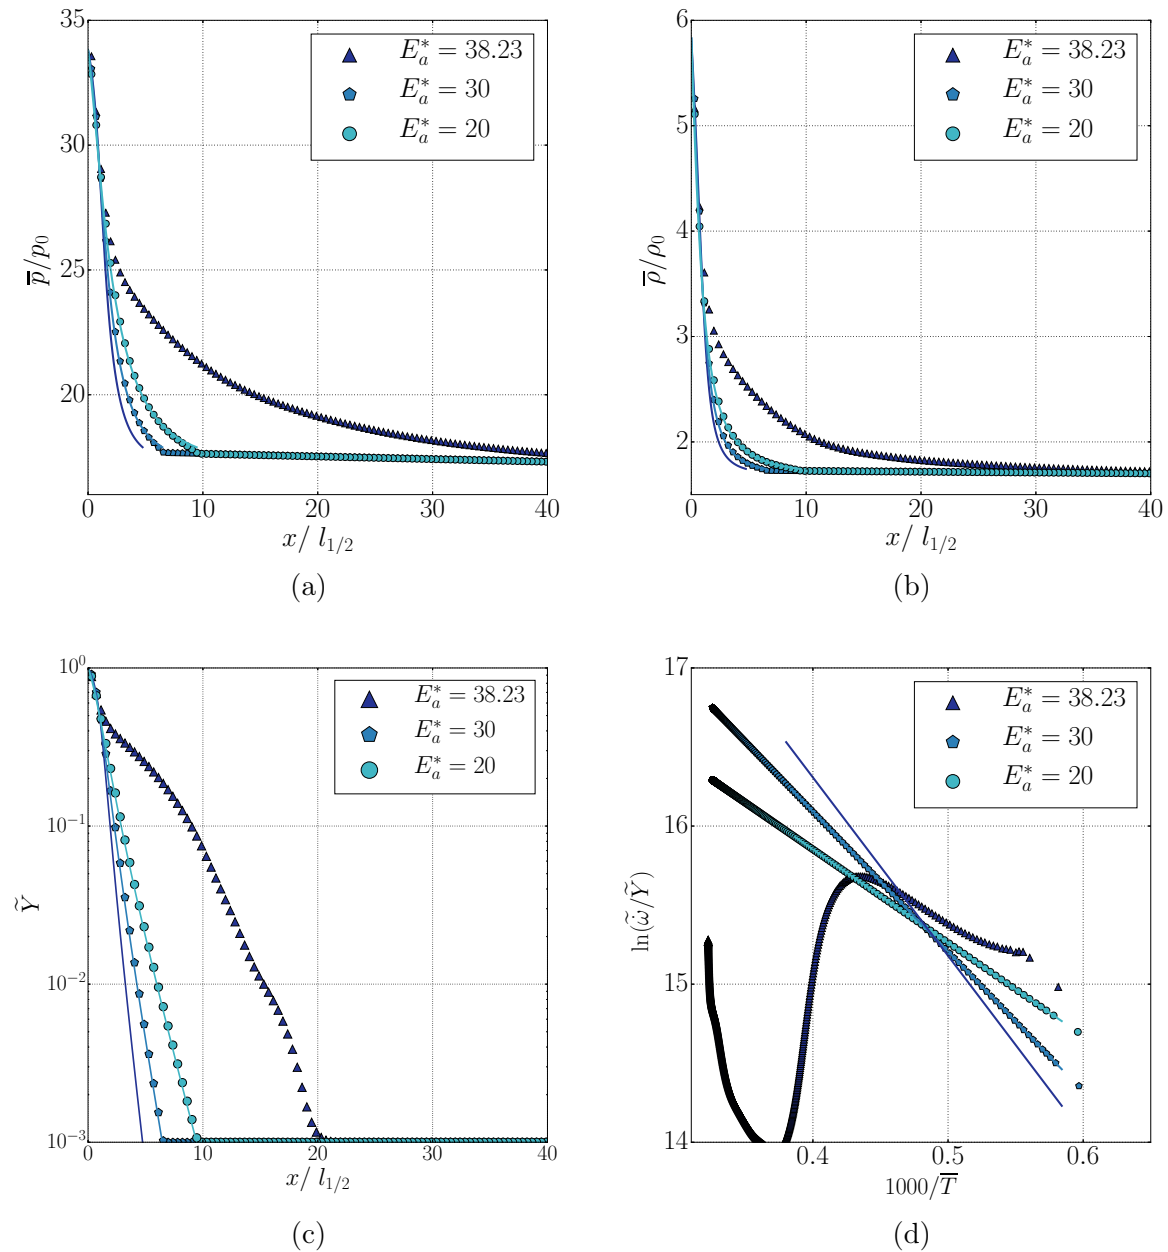 35
30
25
20
p̅/p₀
E*ₐ = 38.23
E*ₐ = 30
E*ₐ = 20
0 10 20 30 40
x/ l₁/₂
(a)
6
5
4
3
2
ρ̅/ρ₀
E*ₐ = 38.23
E*ₐ = 30
E*ₐ = 20
0 10 20 30 40
x/ l₁/₂
(b)
10⁰
10⁻¹
10⁻²
10⁻³
Ỹ
E*ₐ = 38.23
E*ₐ = 30
E*ₐ = 20
0 10 20 30 40
x/ l₁/₂
(c)
17
16
15
14
ln(ω̇̃/Ỹ)
E*ₐ = 38.23
E*ₐ = 30
E*ₐ = 20
0.4 0.5 0.6
1000/T̅
(d)